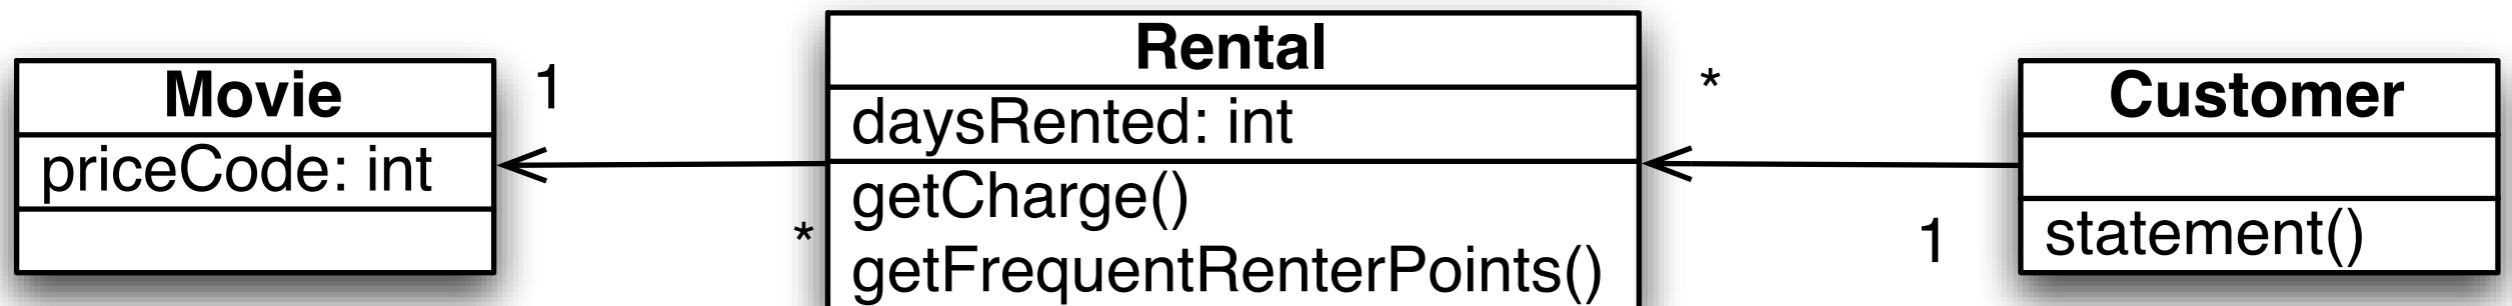 Movie
priceCode: int
1
*
Rental
daysRented: int
getCharge()
getFrequentRenterPoints()
*
1
Customer
statement()